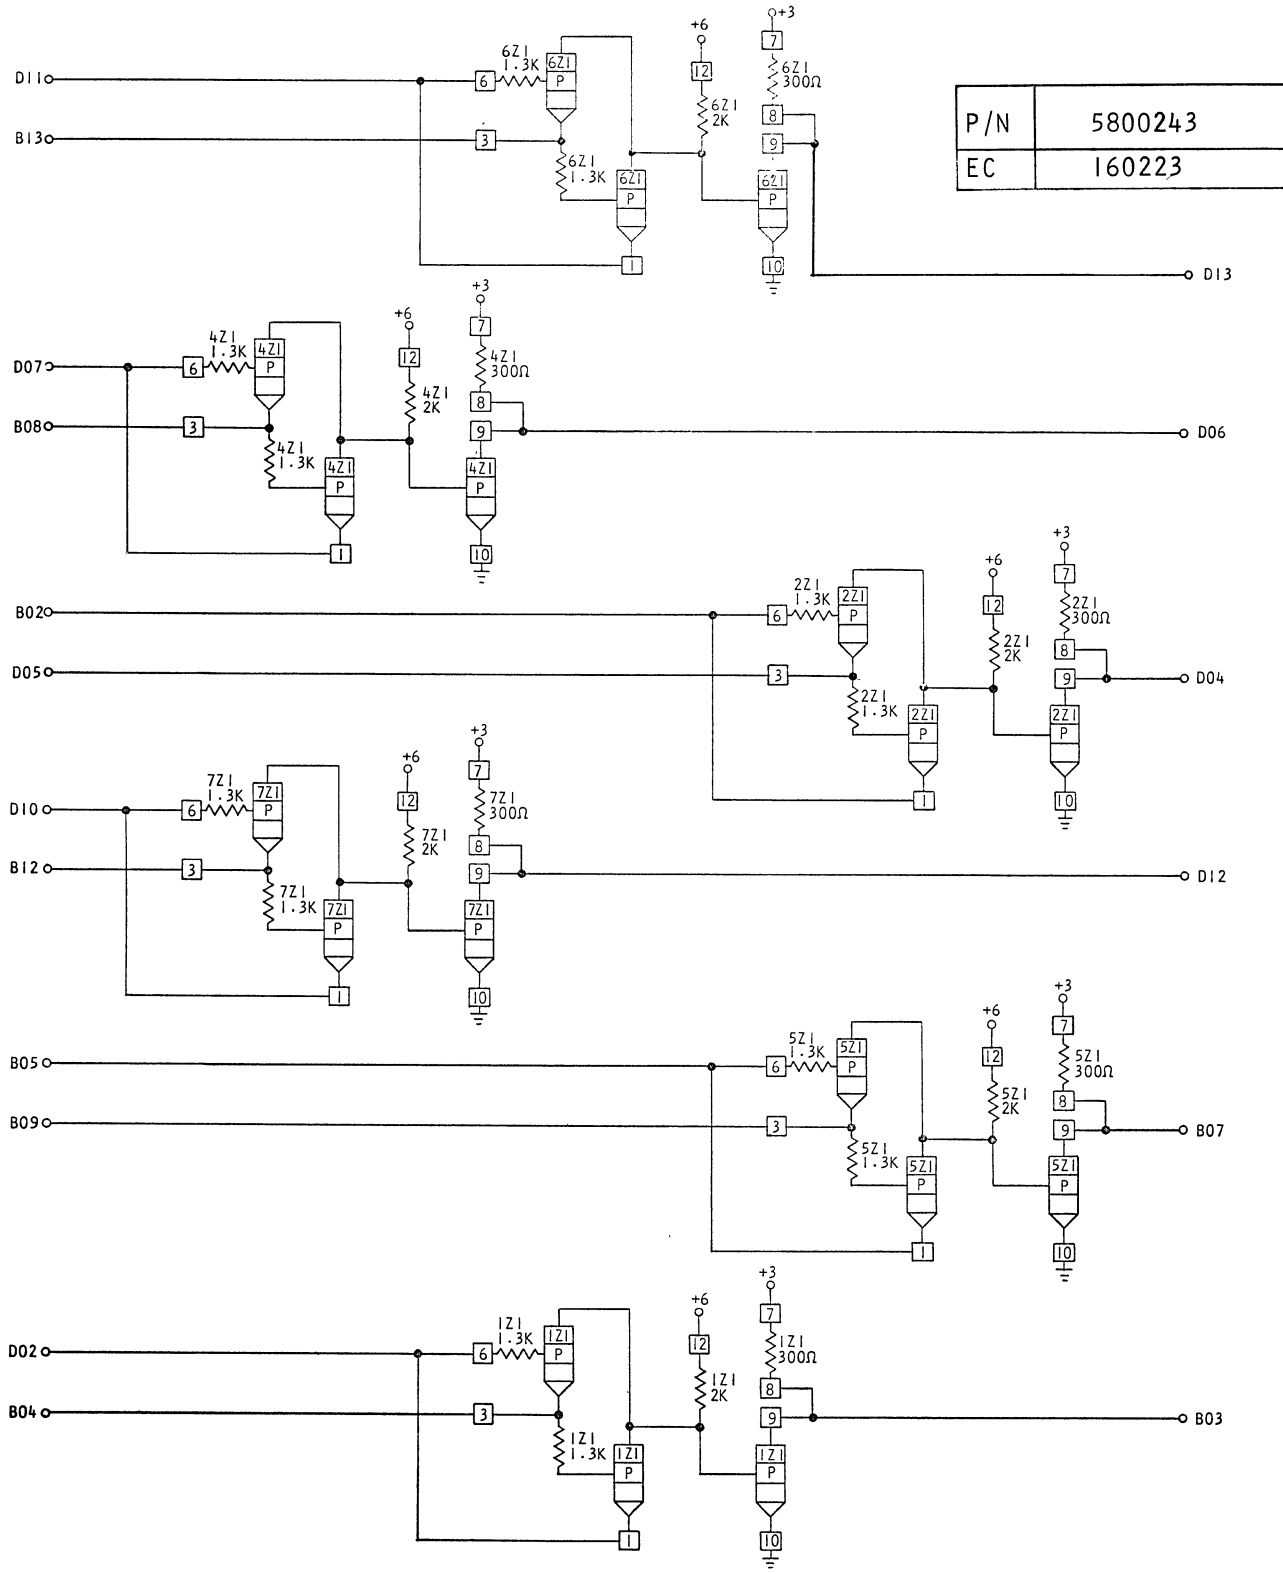 +3
+6
7
6Z1
1.3K
6Z1
6Z1
300Ω
D11
6
P
12
6Z1
2K
8
P/N 5800243
B13
3
9
EC 160223
6Z1
1.3K
6Z1
P
6Z1
P
1
10
D13
+3
+6
7
4Z1
1.3K
4Z1
4Z1
300Ω
D07
6
P
12
4Z1
2K
8
B08
3
9
D06
4Z1
1.3K
4Z1
P
4Z1
P
1
10
+3
+6
7
2Z1
1.3K
2Z1
2Z1
300Ω
B02
6
P
12
2Z1
2K
8
D05
3
9
D04
2Z1
1.3K
2Z1
P
2Z1
P
1
10
+3
+6
7
7Z1
1.3K
7Z1
7Z1
300Ω
D10
6
P
12
7Z1
2K
8
B12
3
9
D12
7Z1
1.3K
7Z1
P
7Z1
P
1
10
+3
+6
7
5Z1
1.3K
5Z1
5Z1
300Ω
B05
6
P
12
5Z1
2K
8
B09
3
9
B07
5Z1
1.3K
5Z1
P
5Z1
P
1
10
+3
+6
7
1Z1
1.3K
1Z1
1Z1
300Ω
D02
6
P
12
1Z1
2K
8
B04
3
9
B03
1Z1
1.3K
1Z1
P
1Z1
P
1
10